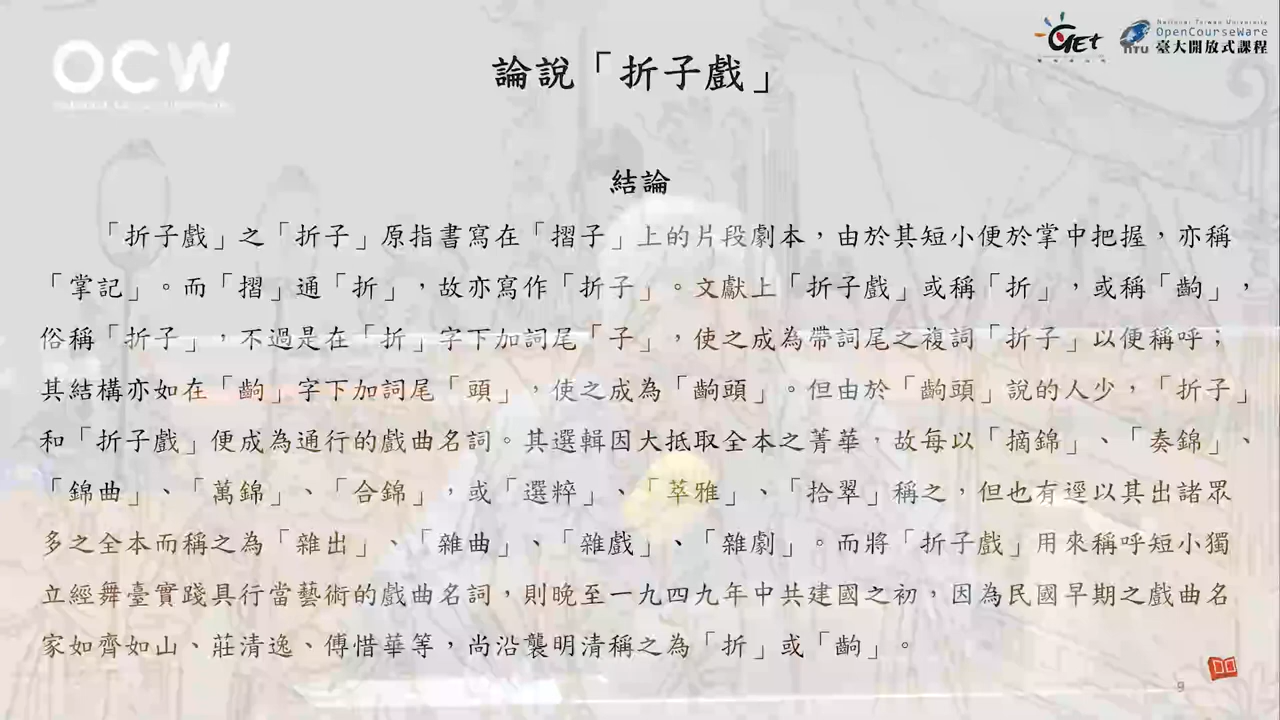 OCW
GET
National Taiwan University
OpenCourseWare
NTU
臺大開放式課程
論說「折子戲」
結論
「折子戲」之「折子」原指書寫在「摺子」上的片段劇本，由於其短小便於掌中把握，亦稱
「掌記」。而「摺」通「折」，故亦寫作「折子」。文獻上「折子戲」或稱「折」，或稱「齣」，
俗稱「折子」，不過是在「折」字下加詞尾「子」，使之成為帶詞尾之複詞「折子」以便稱呼；
其結構亦如在「齣」字下加詞尾「頭」，使之成為「齣頭」。但由於「齣頭」說的人少，「折子」
和「折子戲」便成為通行的戲曲名詞。其選輯因大抵取全本之菁華，故每以「摘錦」、「奏錦」、
「錦曲」、「萬錦」、「合錦」，或「選粹」、「萃雅」、「拾翠」稱之，但也有逕以其出諸眾
多之全本而稱之為「雜出」、「雜曲」、「雜戲」、「雜劇」。而將「折子戲」用來稱呼短小獨
立經舞臺實踐具行當藝術的戲曲名詞，則晚至一九四九年中共建國之初，因為民國早期之戲曲名
家如齊如山、莊清逸、傅惜華等，尚沿襲明清稱之為「折」或「齣」。
9